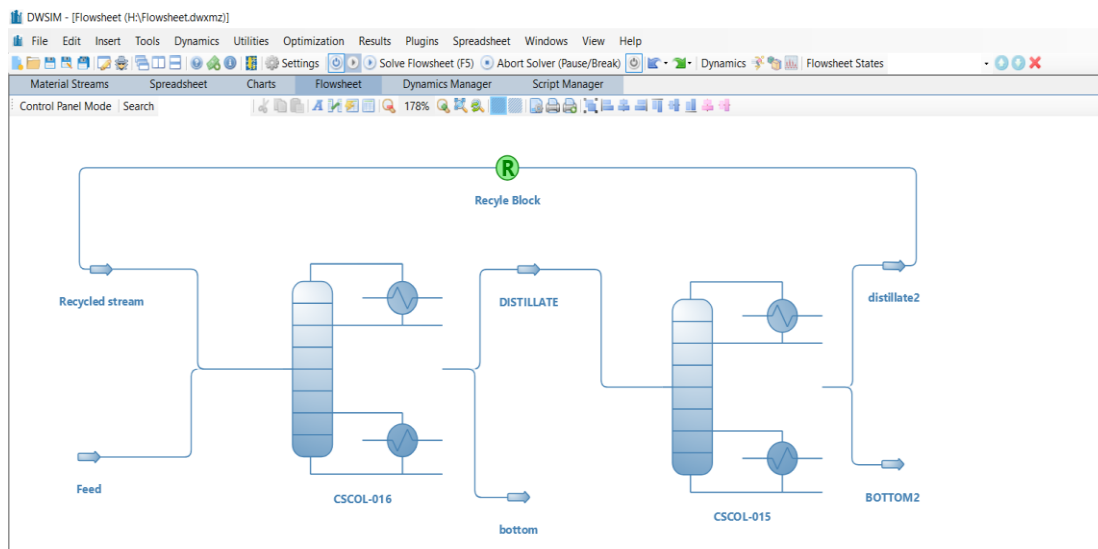 DWSIM - [Flowsheet (H:\Flowsheet.dwxmz)]
File Edit Insert Tools Dynamics Utilities Optimization Results Plugins Spreadsheet Windows View Help
Settings Solve Flowsheet (F5) Abort Solver (Pause/Break) Dynamics Flowsheet States
Material Streams Spreadsheet Charts Flowsheet Dynamics Manager Script Manager
Control Panel Mode Search A 178%
R
Recyle Block
Recycled stream
DISTILLATE
distillate2
Feed
CSCOL-016
bottom
CSCOL-015
BOTTOM2